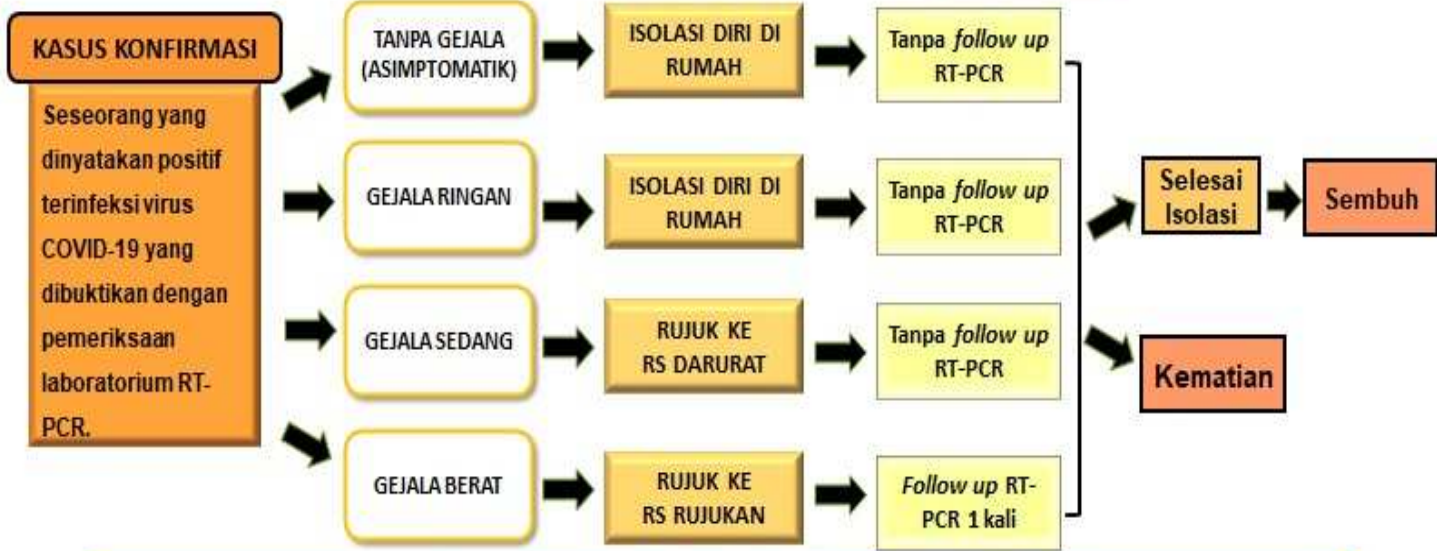 KASUS KONFIRMASI
Seseorang yang
dinyatakan positif
terinfeksi virus
COVID-19 yang
dibuktikan dengan
pemeriksaan
laboratorium RT-
PCR.
TANPA GEJALA
(ASIMPTOMATIK)
ISOLASI DIRI DI
RUMAH
Tanpa follow up
RT-PCR
GEJALA RINGAN
ISOLASI DIRI DI
RUMAH
Tanpa follow up
RT-PCR
GEJALA SEDANG
RUJUK KE
RS DARURAT
Tanpa follow up
RT-PCR
GEJALA BERAT
RUJUK KE
RS RUJUKAN
Follow up RT-
PCR 1 kali
Selesai
Isolasi
Sembuh
Kematian